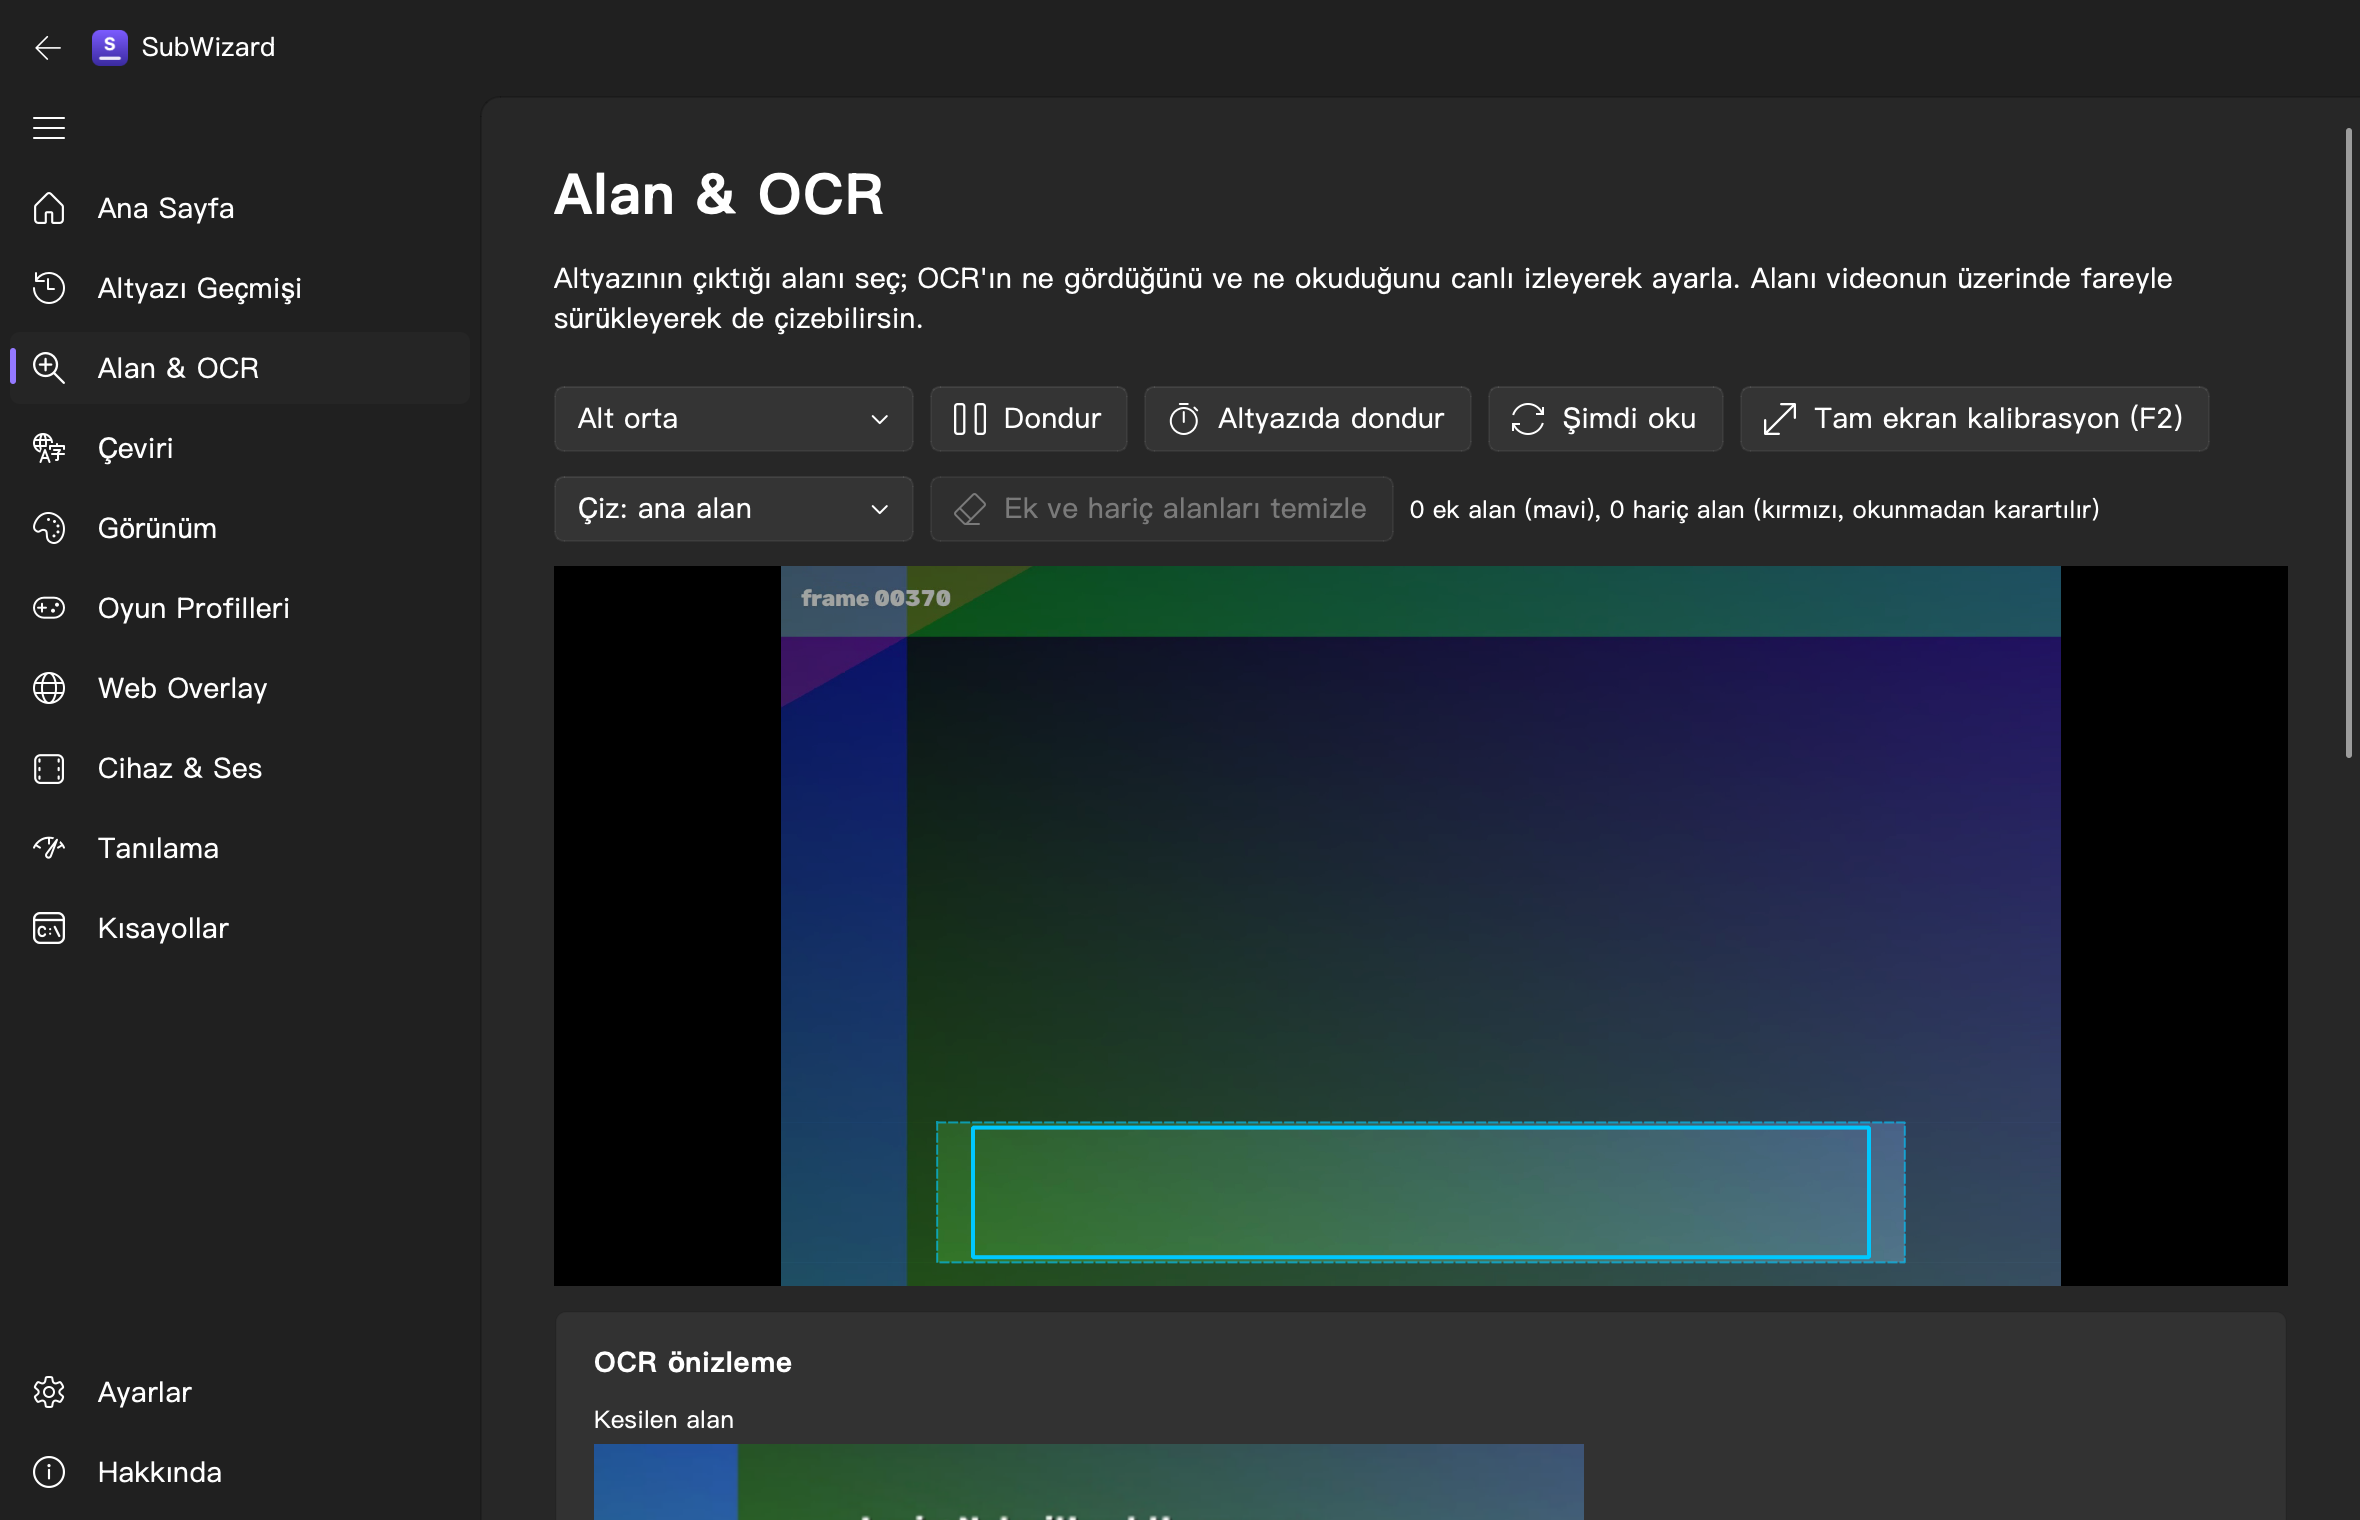 SubWizard
Ana Sayfa
Altyazı Geçmişi
Alan & OCR
Çeviri
Görünüm
Oyun Profilleri
Web Overlay
Cihaz & Ses
Tanılama
Kısayollar
Ayarlar
Hakkında
Alan & OCR
Altyazının çıktığı alanı seç; OCR'ın ne gördüğünü ve ne okuduğunu canlı izleyerek ayarla. Alanı videonun üzerinde fareyle
sürükleyerek de çizebilirsin.
Alt orta
Dondur
Altyazıda dondur
Şimdi oku
Tam ekran kalibrasyon (F2)
Çiz: ana alan
Ek ve hariç alanları temizle
0 ek alan (mavi), 0 hariç alan (kırmızı, okunmadan karartılır)
frame 00370
OCR önizleme
Kesilen alan